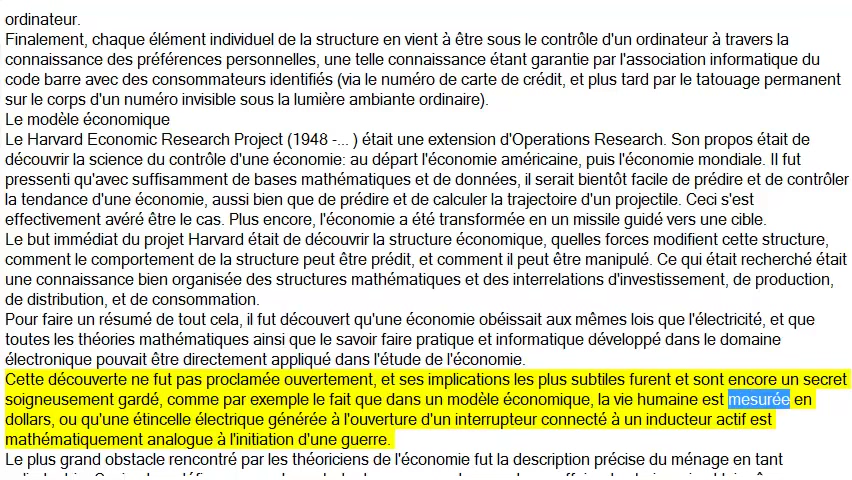 ordinateur.
Finalement, chaque élément individuel de la structure en vient à être sous le contrôle d'un ordinateur à travers la
connaissance des préférences personnelles, une telle connaissance étant garantie par l'association informatique du
code barre avec des consommateurs identifiés (via le numéro de carte de crédit, et plus tard par le tatouage permanent
sur le corps d'un numéro invisible sous la lumière ambiante ordinaire).
Le modèle économique
Le Harvard Economic Research Project (1948 -... ) était une extension d'Operations Research. Son propos était de
découvrir la science du contrôle d'une économie: au départ l'économie américaine, puis l'économie mondiale. Il fut
pressenti qu'avec suffisamment de bases mathématiques et de données, il serait bientôt facile de prédire et de contrôler
la tendance d'une économie, aussi bien que de prédire et de calculer la trajectoire d'un projectile. Ceci s'est
effectivement avéré être le cas. Plus encore, l'économie a été transformée en un missile guidé vers une cible.
Le but immédiat du projet Harvard était de découvrir la structure économique, quelles forces modifient cette structure,
comment le comportement de la structure peut être prédit, et comment il peut être manipulé. Ce qui était recherché était
une connaissance bien organisée des structures mathématiques et des interrelations d'investissement, de production,
de distribution, et de consommation.
Pour faire un résumé de tout cela, il fut découvert qu'une économie obéissait aux mêmes lois que l'électricité, et que
toutes les théories mathématiques ainsi que le savoir faire pratique et informatique développé dans le domaine
électronique pouvait être directement appliqué dans l'étude de l'économie.
Cette découverte ne fut pas proclamée ouvertement, et ses implications les plus subtiles furent et sont encore un secret
soigneusement gardé, comme par exemple le fait que dans un modèle économique, la vie humaine est mesurée en
dollars, ou qu'une étincelle électrique générée à l'ouverture d'un interrupteur connecté à un inducteur actif est
mathématiquement analogue à l'initiation d'une guerre.
Le plus grand obstacle rencontré par les théoriciens de l'économie fut la description précise du ménage en tant